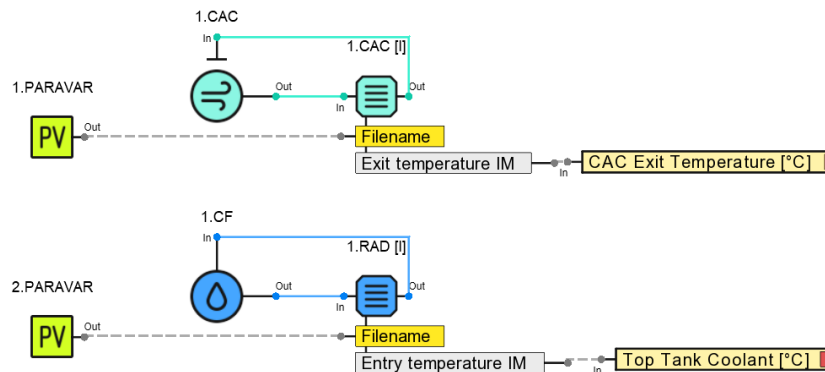 1.CAC
In
1.CAC [I]
Out
Out
In
1.PARAVAR
PV
Out
Filename
Exit temperature IM
In
CAC Exit Temperature [°C]
1.CF
In
1.RAD [I]
Out
Out
In
2.PARAVAR
PV
Out
Filename
Entry temperature IM
In
Top Tank Coolant [°C]